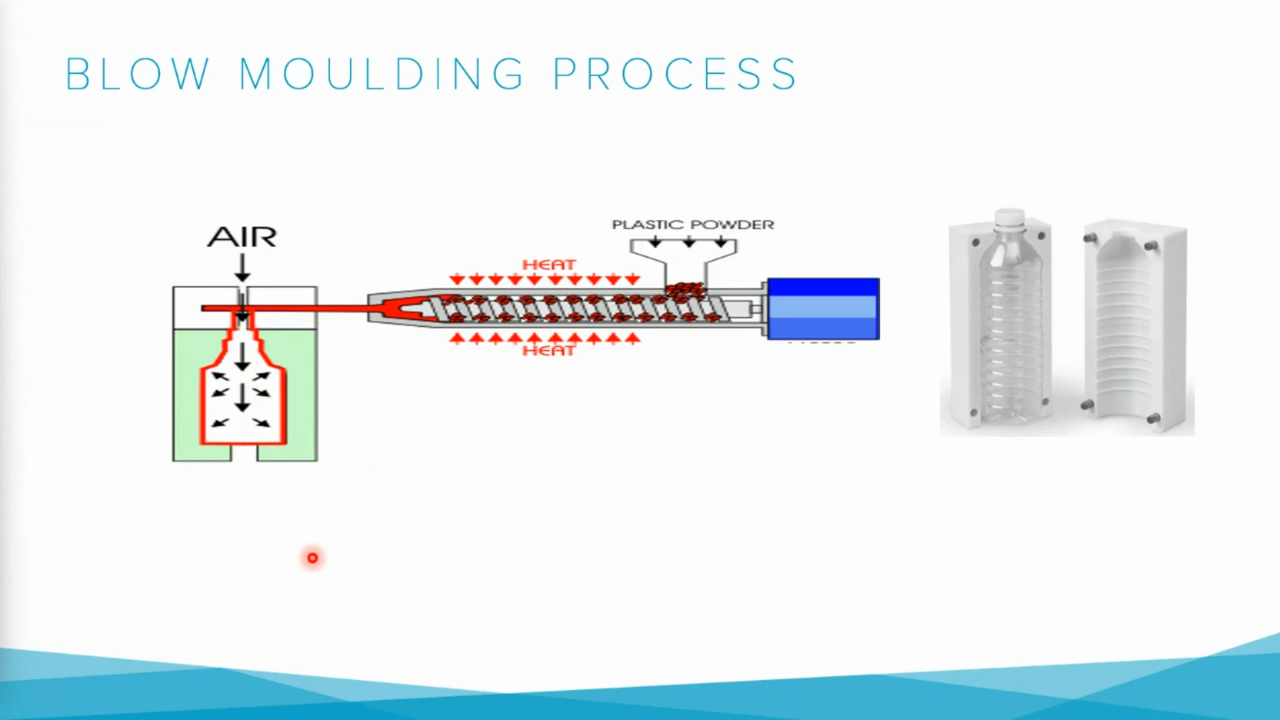 BLOW MOULDING PROCESS
PLASTIC POWDER
AIR
HEAT
HEAT